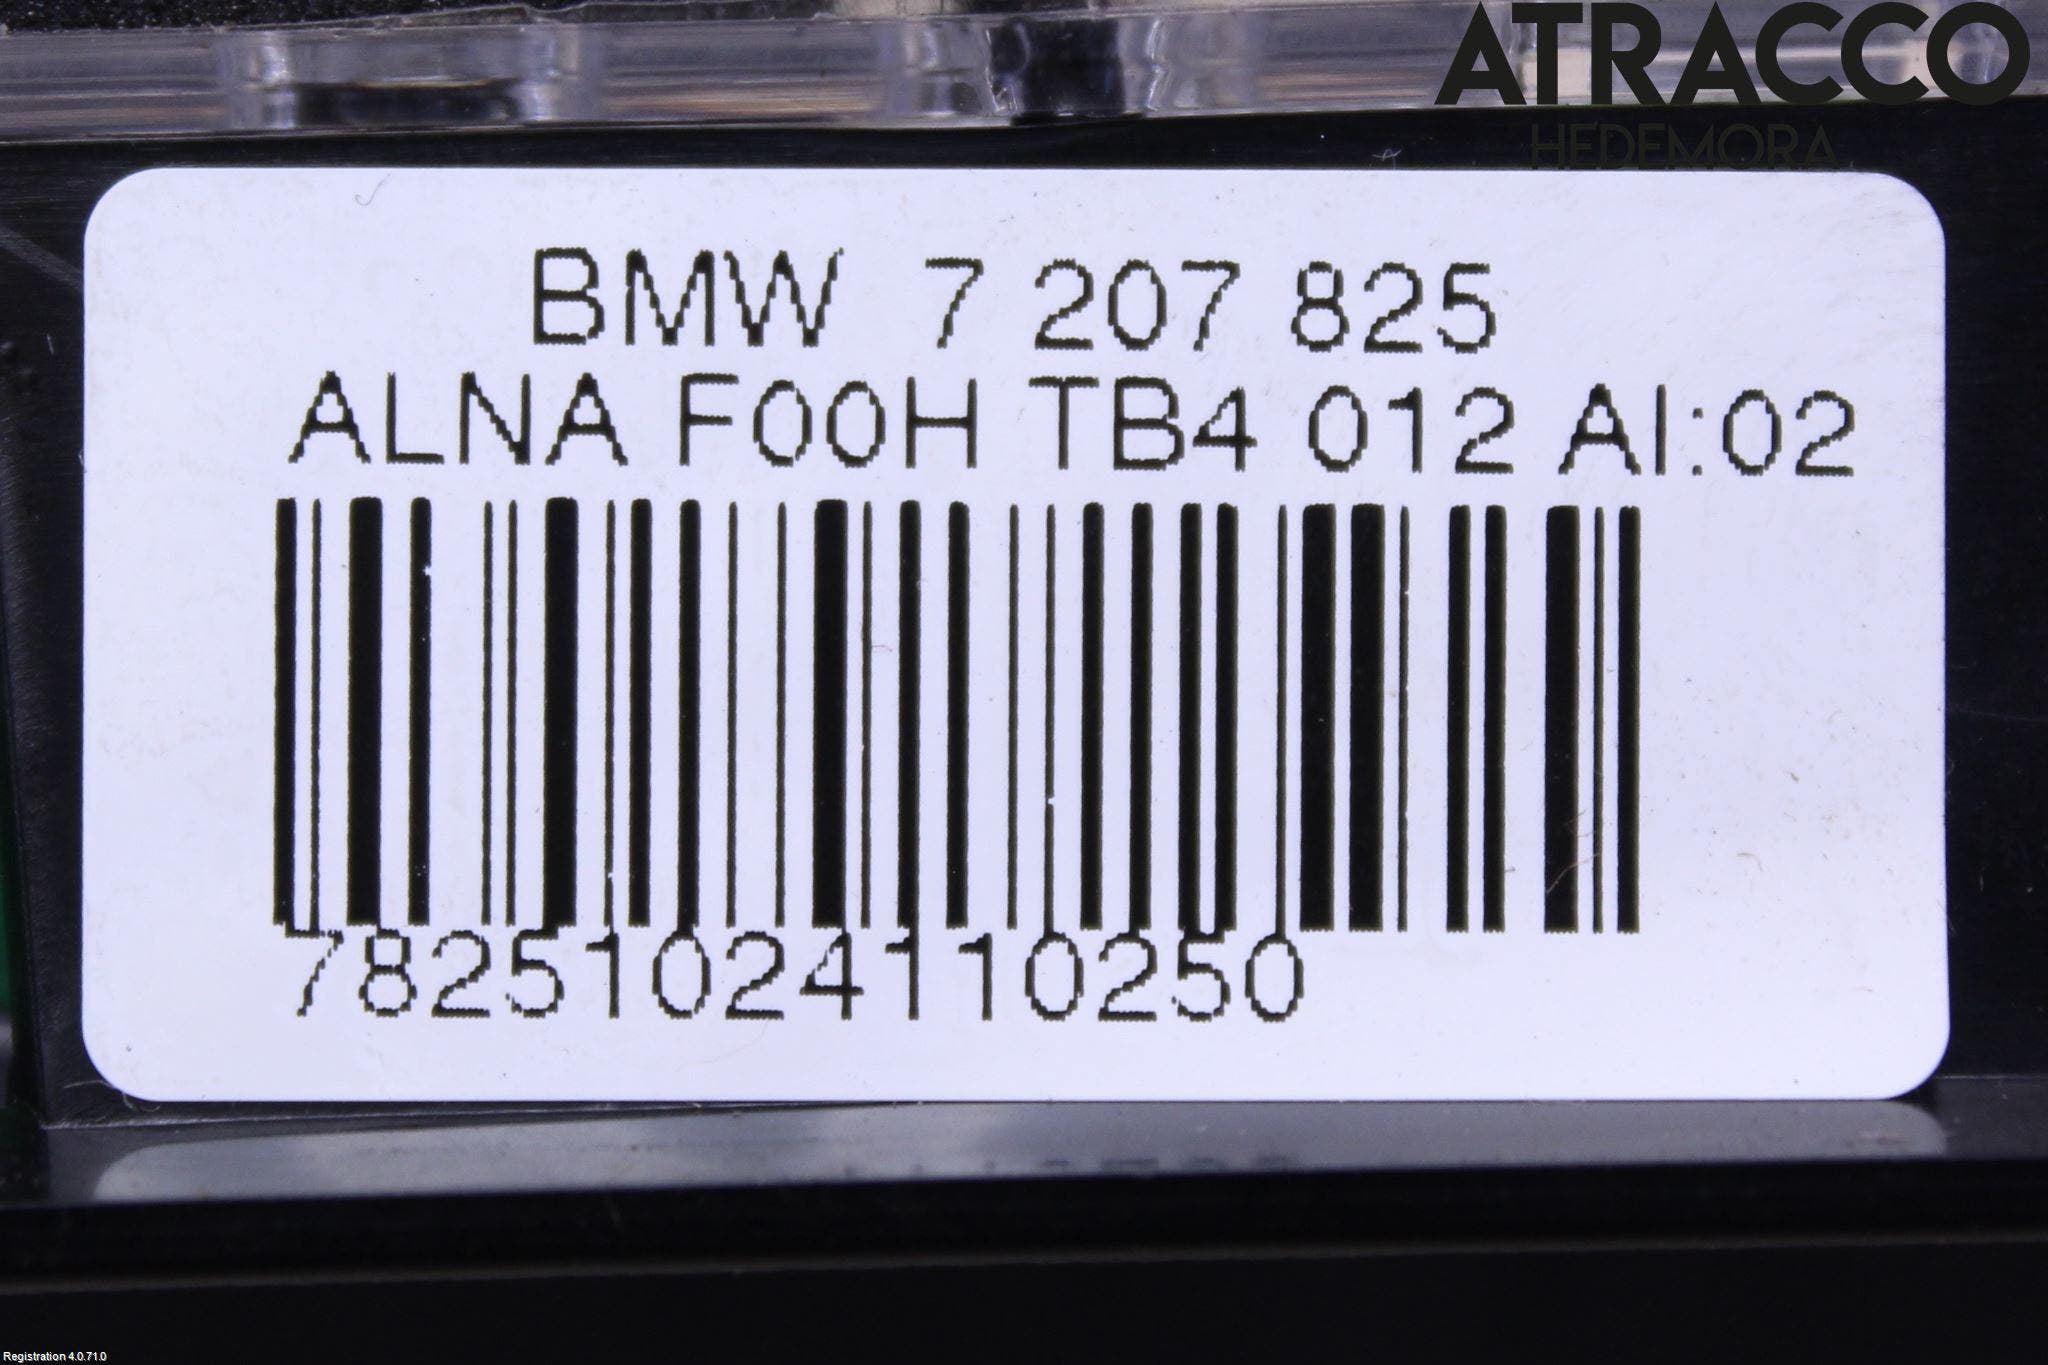 ATRACCO
HEDEMORA
BMW 7 207 825
ALNA F00H TB4 012 AI:02
78251024110250
Registration 4.0.71.0